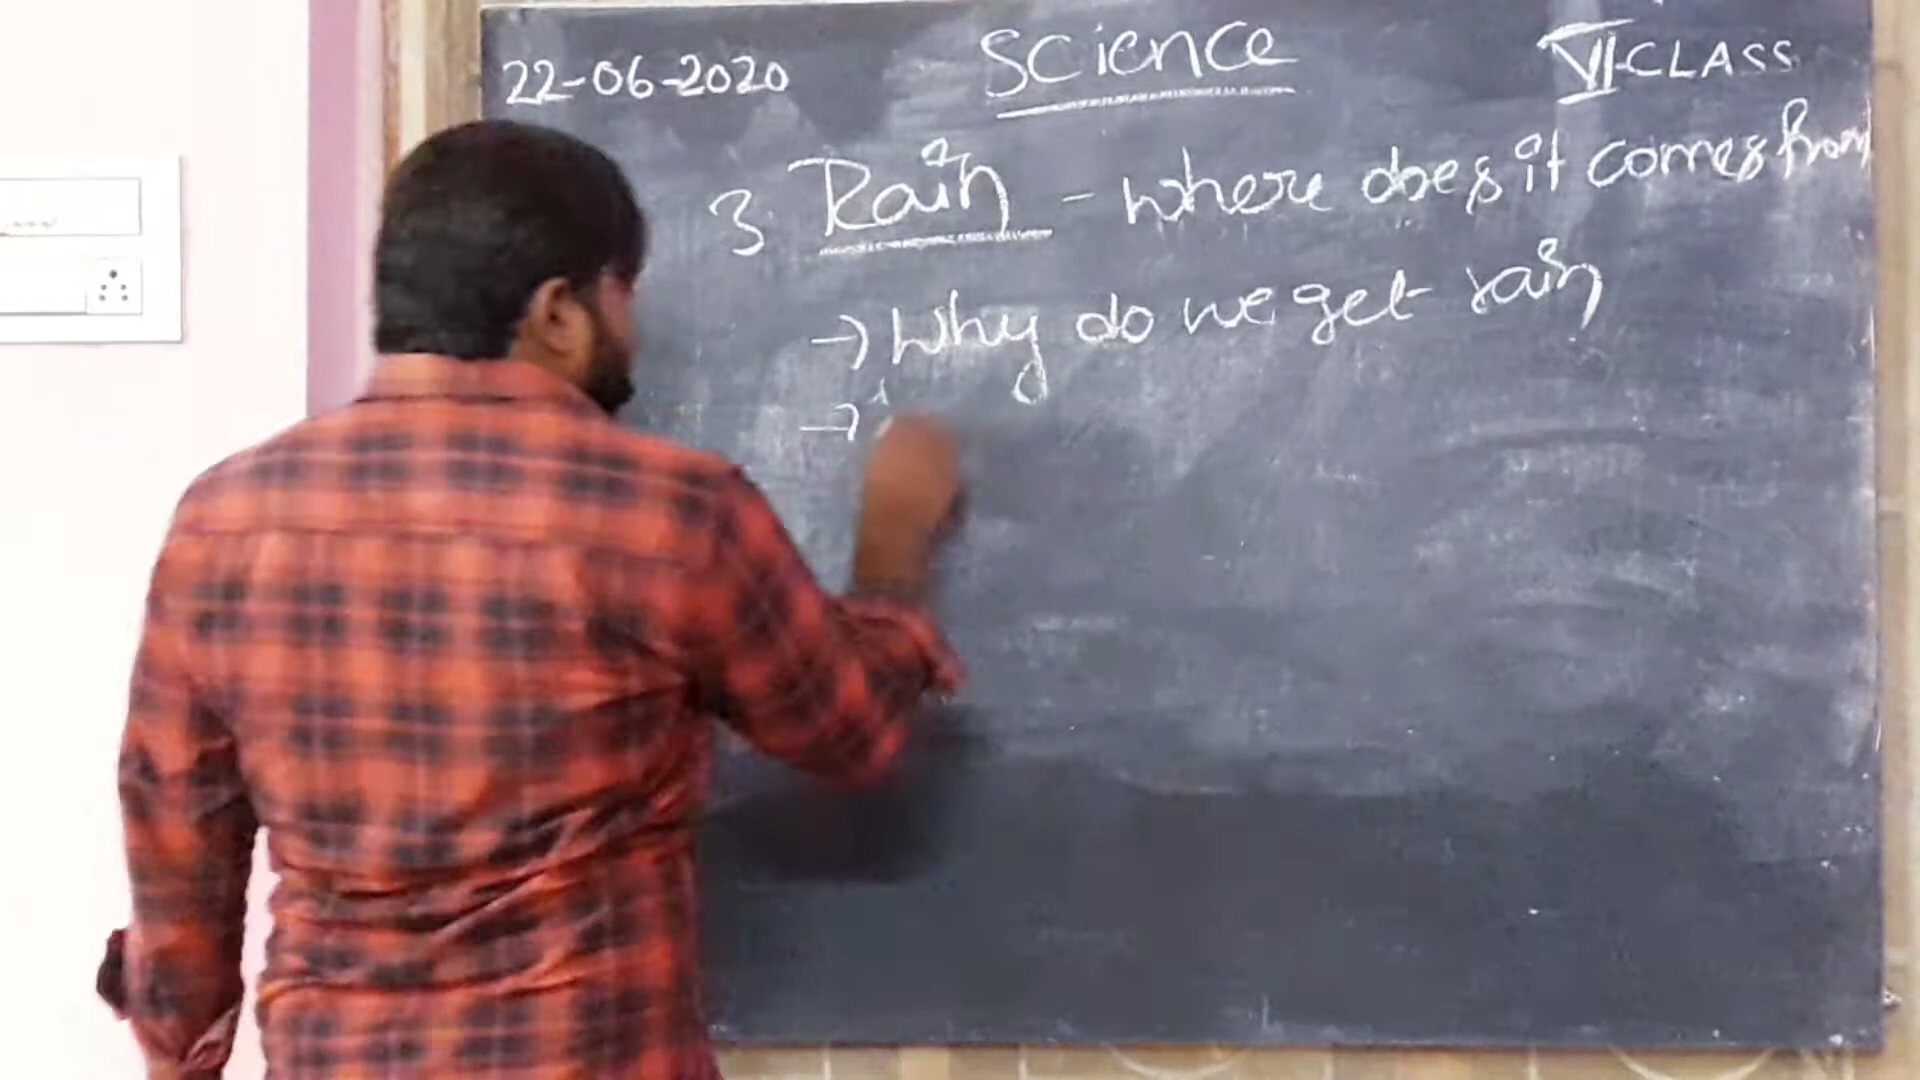 22-06-2020 Science VI-CLASS
3. Rain - where does it comes from
→ Why do we get rain
→